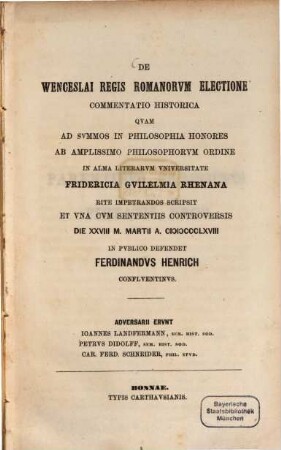 DE
WENCESLAI REGIS ROMANORVM ELECTIONE
COMMENTATIO HISTORICA
QVAM
AD SVMMOS IN PHILOSOPHIA HONORES
AB AMPLISSIMO PHILOSOPHORVM ORDINE
IN ALMA LITERARVM VNIVERSITATE
FRIDERICIA GVILELMIA RHENANA
RITE IMPETRANDOS SCRIPSIT
ET VNA CVM SENTENTIIS CONTROVERSIS
DIE XXVIII M. MARTII A. CIƆIƆCCCLXVIII
IN PVBLICO DEFENDET
FERDINANDVS HENRICH
CONFLVENTINVS.
ADVERSARII ERVNT
IOANNES LANDFERMANN, DR. HIST. SOD.
PETRVS DIDOLFF, SEM. HIST. SOD.
CAR. FERD. SCHNEIDER, PHIL. STVD.
BONNAE.
TYPIS CARTHAVSIANIS.
Bayerische
Staatsbibliothek
München